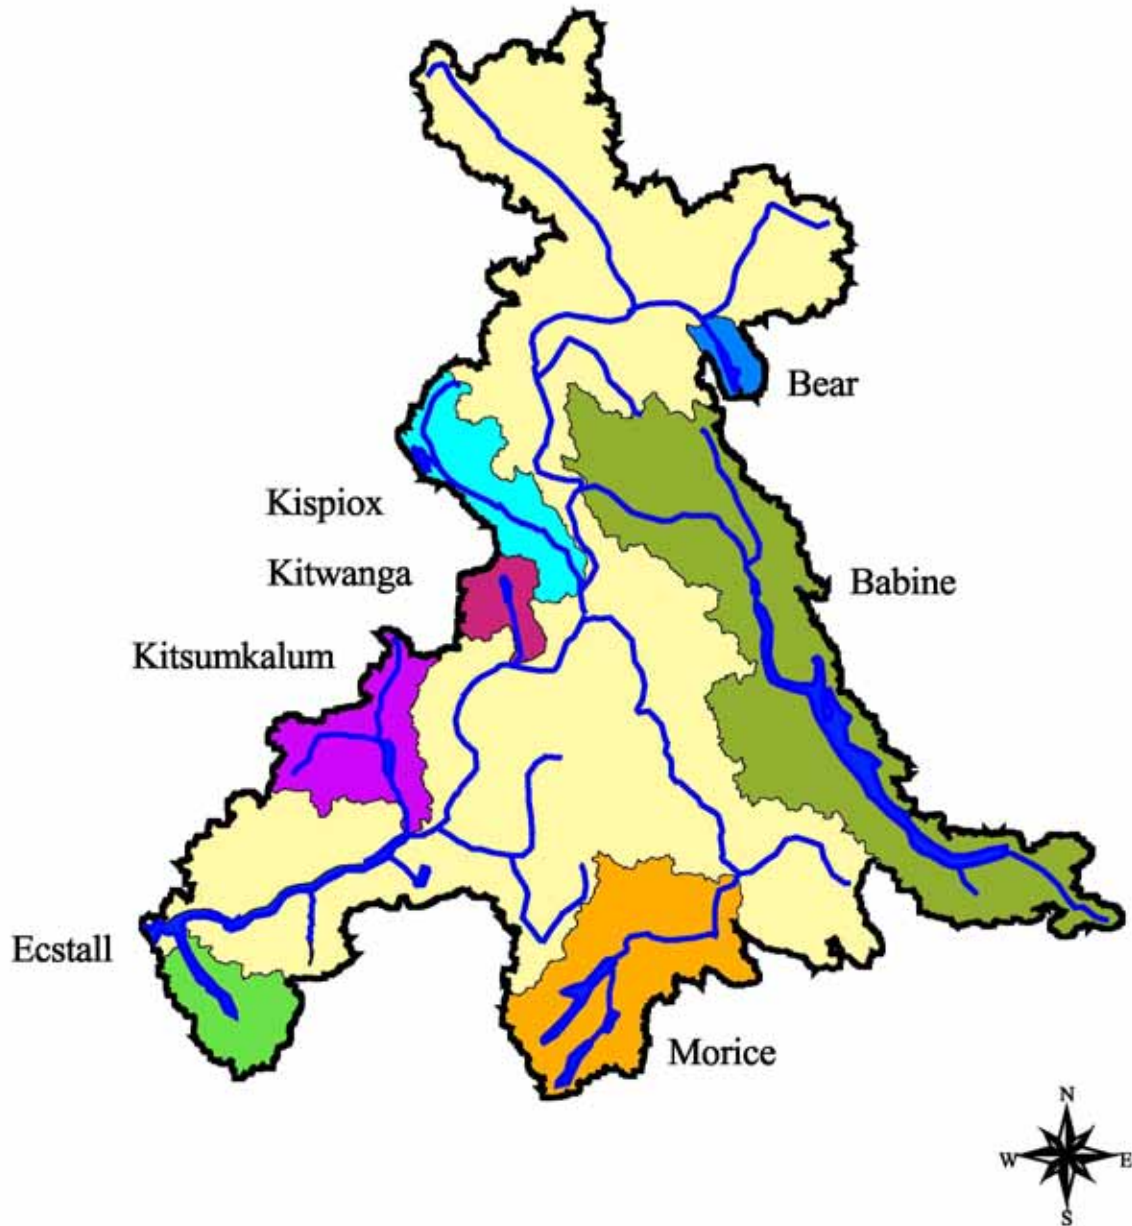 Bear
Kispiox
Kitwanga
Babine
Kitsumkalum
Ecstall
Morice
N
W E
S